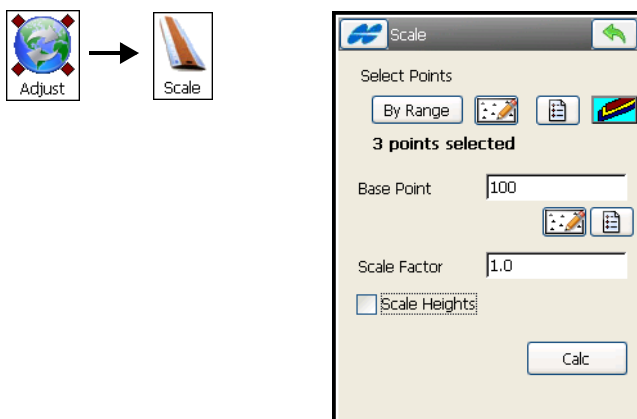 Adjust
Scale
Scale
Select Points
By Range
3 points selected
Base Point 100
Scale Factor 1.0
Scale Heights
Calc